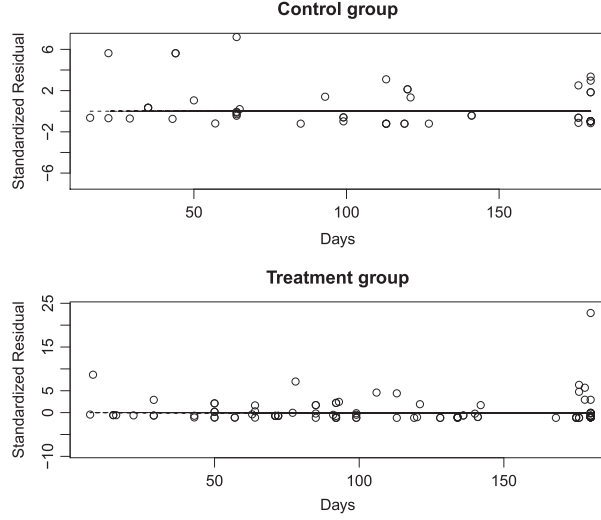 Control group
Standardized Residual
6
2
−2
−6
50
100
150
Days
Treatment group
Standardized Residual
25
15
5
0
−10
50
100
150
Days